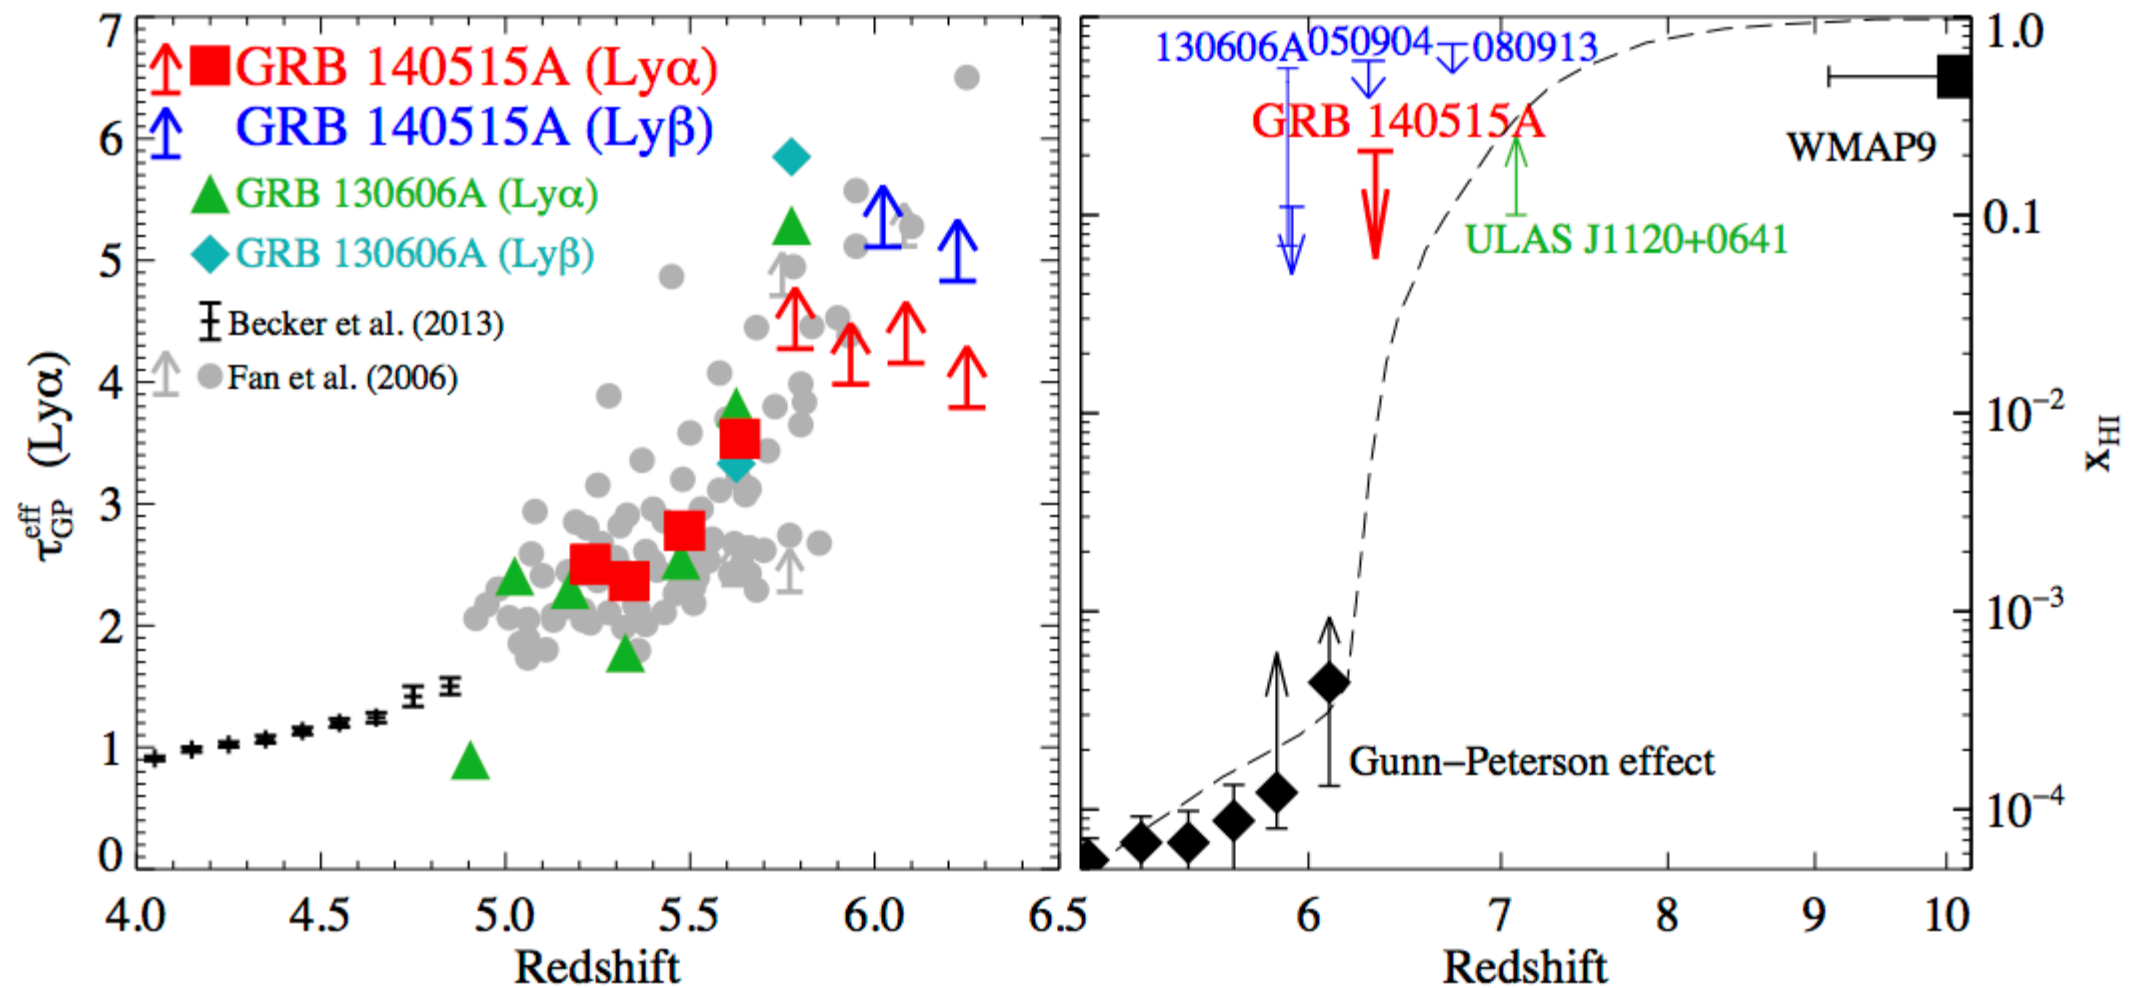 7
6
5
4
3
2
1
0
τ_GP^eff (Lyα)
GRB 140515A (Lyα)
GRB 140515A (Lyβ)
GRB 130606A (Lyα)
GRB 130606A (Lyβ)
Becker et al. (2013)
Fan et al. (2006)
4.0 4.5 5.0 5.5 6.0 6.5
Redshift
130606A 050904 080913
GRB 140515A
ULAS J1120+0641
WMAP9
Gunn–Peterson effect
1.0
0.1
10⁻²
10⁻³
10⁻⁴
x_HI
6 7 8 9 10
Redshift